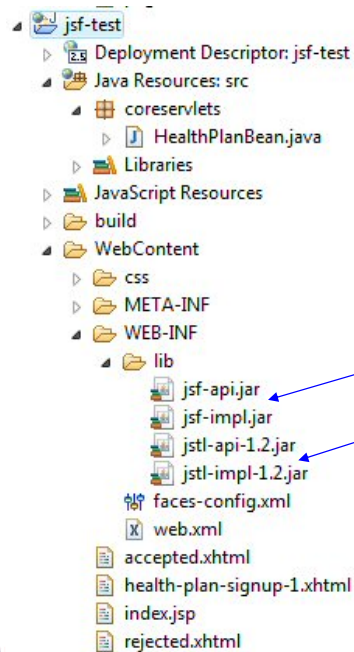 jsf-test
2.5 Deployment Descriptor: jsf-test
Java Resources: src
coreservlets
J HealthPlanBean.java
Libraries
JavaScript Resources
build
WebContent
css
META-INF
WEB-INF
lib
jsf-api.jar
jsf-impl.jar
jstl-api-1.2.jar
jstl-impl-1.2.jar
faces-config.xml
X web.xml
accepted.xhtml
health-plan-signup-1.xhtml
index.jsp
rejected.xhtml